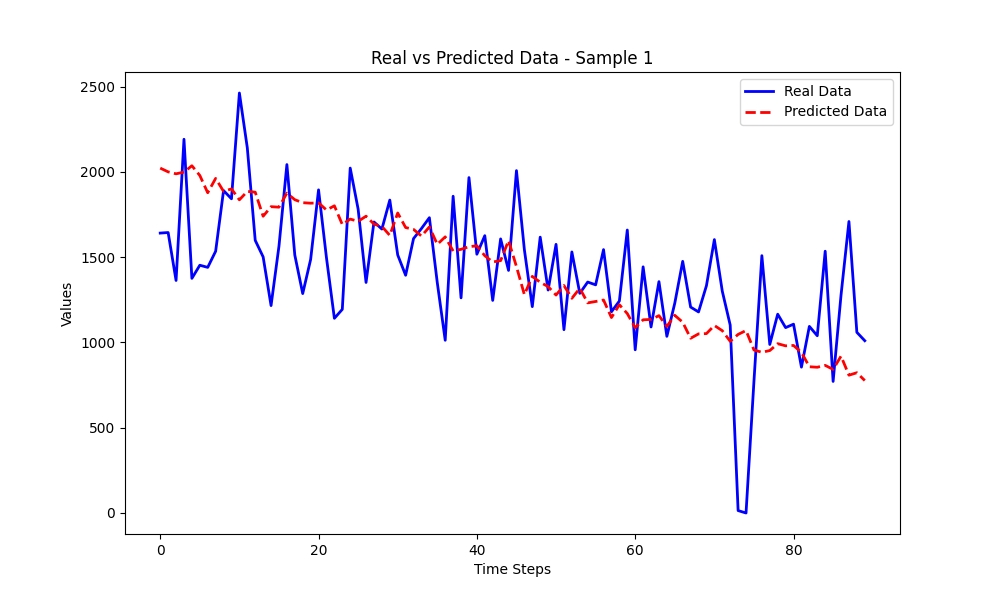 Real vs Predicted Data - Sample 1
Real Data
Predicted Data
2500
2000
1500
1000
500
0
Values
0 20 40 60 80
Time Steps